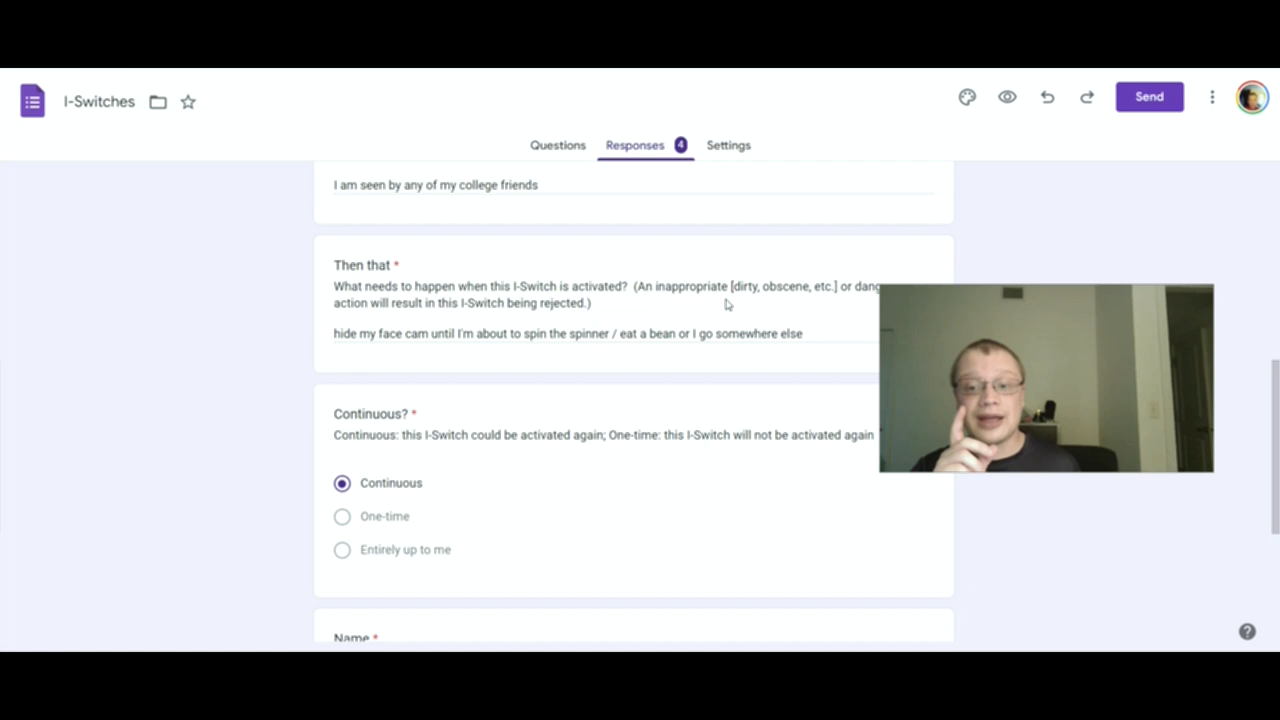 I-Switches
Send
Questions
Responses 4
Settings
I am seen by any of my college friends
Then that *
What needs to happen when this I-Switch is activated?  (An inappropriate [dirty, obscene, etc.] or
action will result in this I-Switch being rejected.)
hide my face cam until I'm about to spin the spinner / eat a bean or I go somewhere else
Continuous? *
Continuous: this I-Switch could be activated again; One-time: this I-Switch will not be activated again
Continuous
One-time
Entirely up to me
Name *